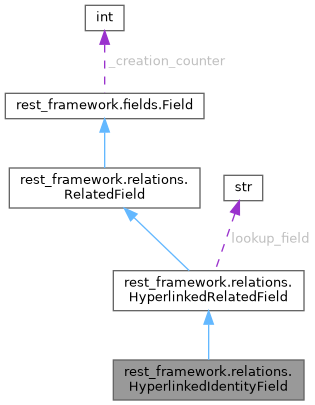 int
_creation_counter
rest_framework.fields.Field
rest_framework.relations.
RelatedField
str
lookup_field
rest_framework.relations.
HyperlinkedRelatedField
rest_framework.relations.
HyperlinkedIdentityField